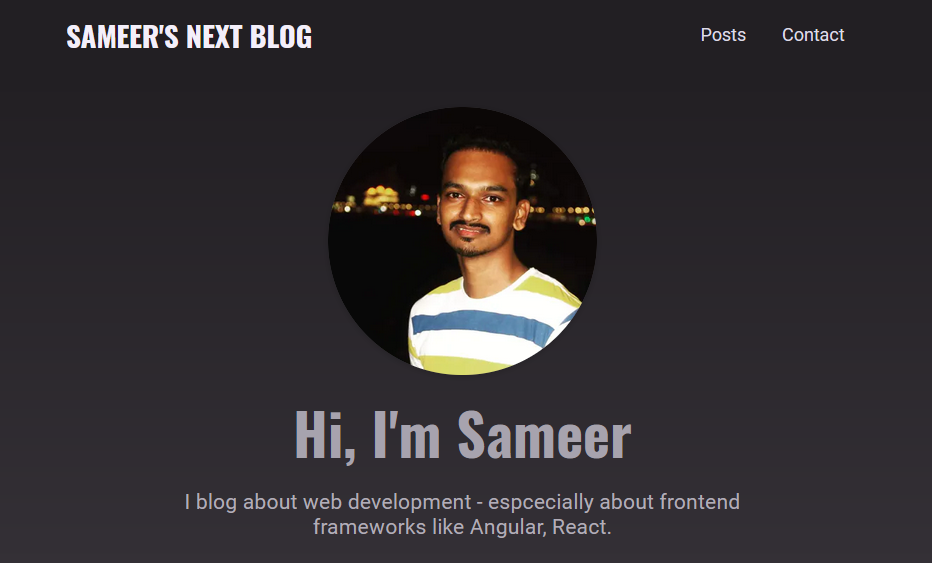 SAMEER'S NEXT BLOG
Posts
Contact
Hi, I'm Sameer
I blog about web development - espcecially about frontend
frameworks like Angular, React.